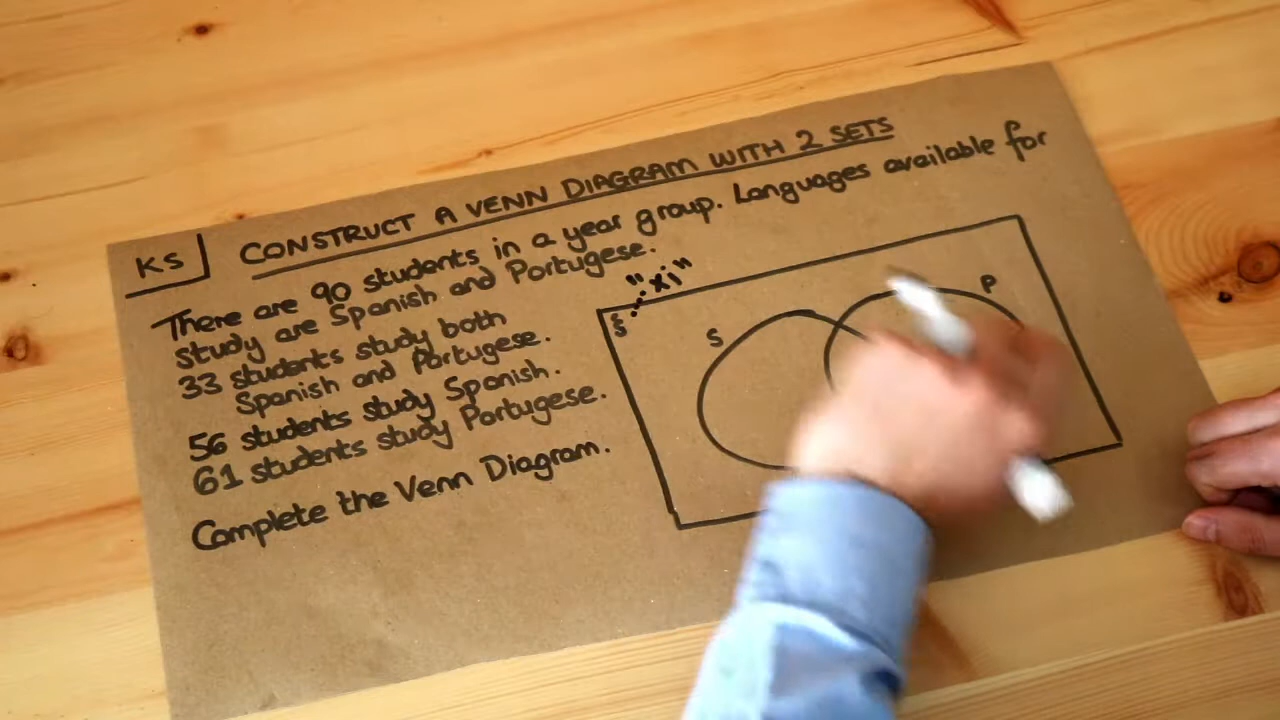 KS
CONSTRUCT A VENN DIAGRAM WITH 2 SETS
There are 90 students in a year group. Languages available for
study are Spanish and Portugese.
33 students study both
Spanish and Portugese.
56 students study Spanish.
61 students study Portugese.
Complete the Venn Diagram.
"xi"
ξ
S
P